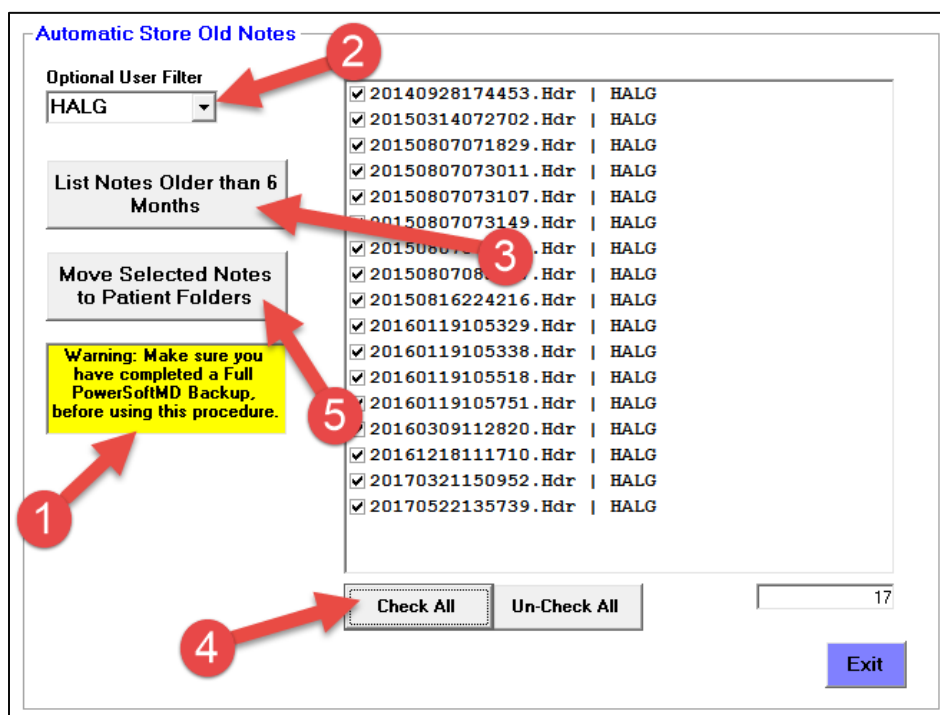 Automatic Store Old Notes
Optional User Filter
HALG
List Notes Older than 6
Months
Move Selected Notes
to Patient Folders
Warning: Make sure you
have completed a Full
PowerSoftMD Backup,
before using this procedure.
20140928174453.Hdr | HALG
20150314072702.Hdr | HALG
20150807071829.Hdr | HALG
20150807073011.Hdr | HALG
20150807073107.Hdr | HALG
20150807073149.Hdr | HALG
| HALG
| HALG
20150816224216.Hdr | HALG
20160119105329.Hdr | HALG
20160119105338.Hdr | HALG
20160119105518.Hdr | HALG
20160119105751.Hdr | HALG
20160309112820.Hdr | HALG
20161218111710.Hdr | HALG
20170321150952.Hdr | HALG
20170522135739.Hdr | HALG
Check All
Un-Check All
17
Exit
1
2
3
4
5